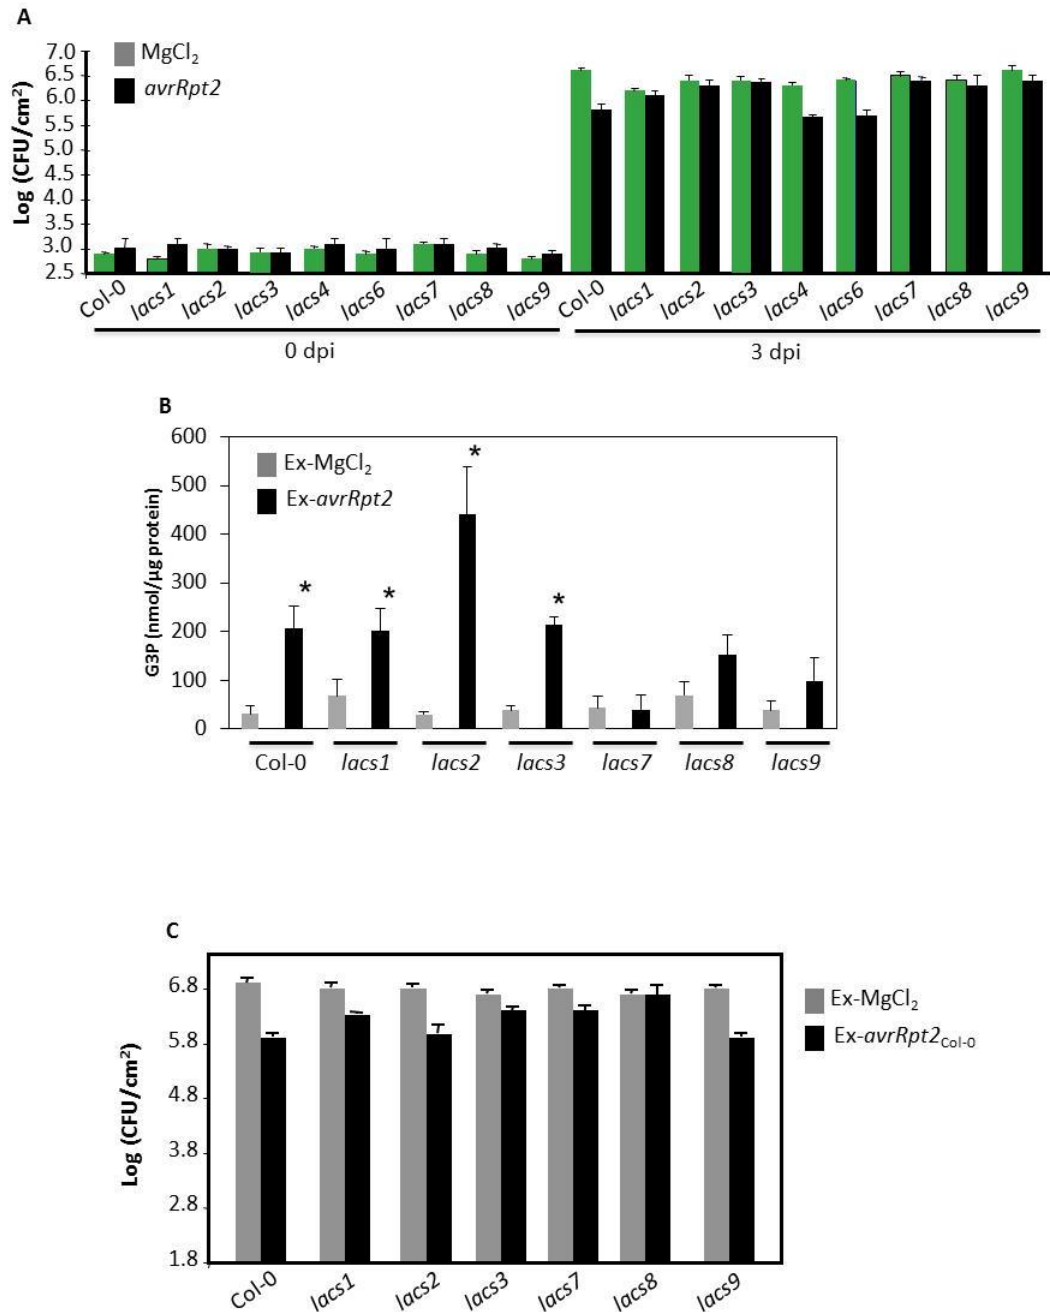 A
MgCl₂
avrRpt2
Log (CFU/cm²)
7.0
6.5
6.0
5.5
5.0
4.5
4.0
3.5
3.0
2.5
Col-0 lacs1 lacs2 lacs3 lacs4 lacs6 lacs7 lacs8 lacs9 Col-0 lacs1 lacs2 lacs3 lacs4 lacs6 lacs7 lacs8 lacs9
0 dpi 3 dpi
B
Ex-MgCl₂
Ex-avrRpt2
G3P (nmol/µg protein)
600
500
400
300
200
100
0
* * * *
Col-0 lacs1 lacs2 lacs3 lacs7 lacs8 lacs9
C
Ex-MgCl₂
Ex-avrRpt2Col-0
Log (CFU/cm²)
6.8
5.8
4.8
3.8
2.8
1.8
Col-0 lacs1 lacs2 lacs3 lacs7 lacs8 lacs9